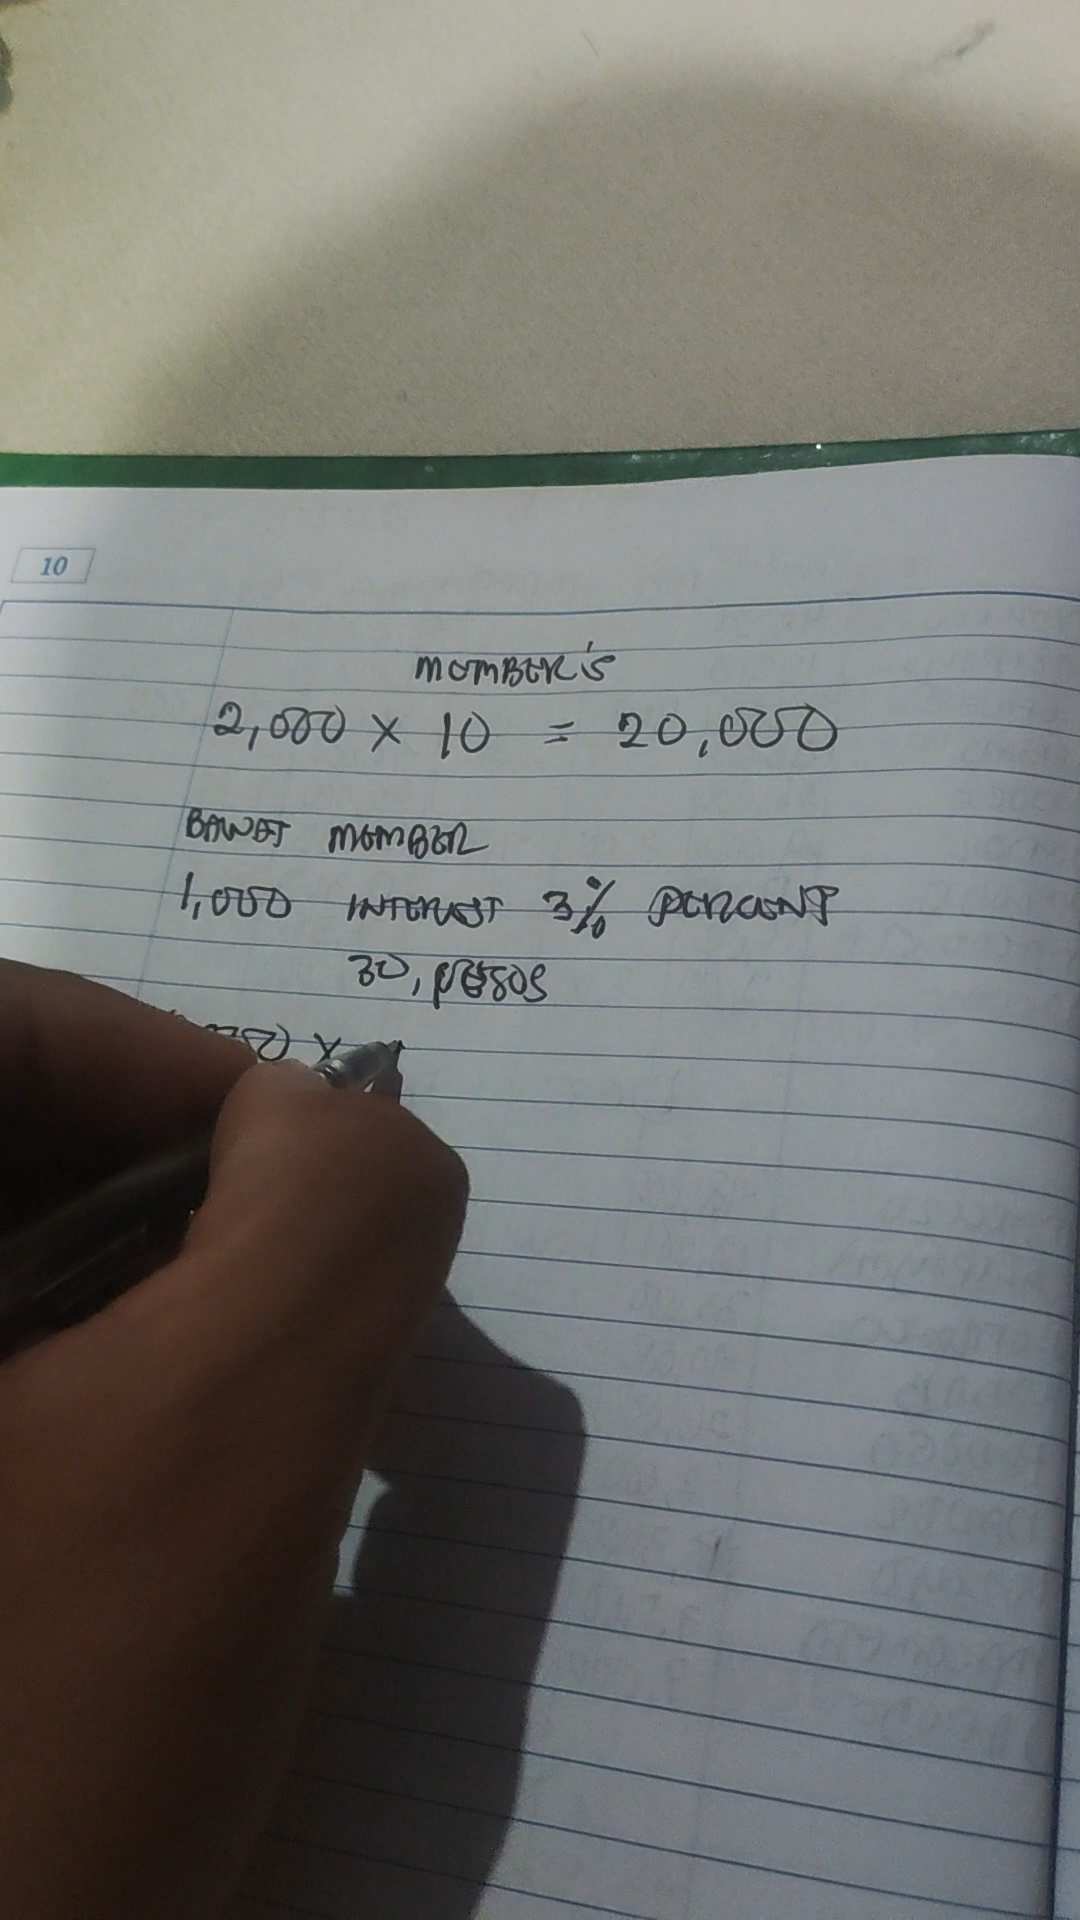 10
MEMBER'S
2,000 X 10 = 20,000
BAWAT MEMBER
1,000 INTEREST 3% PERCENT
30, PESOS
X